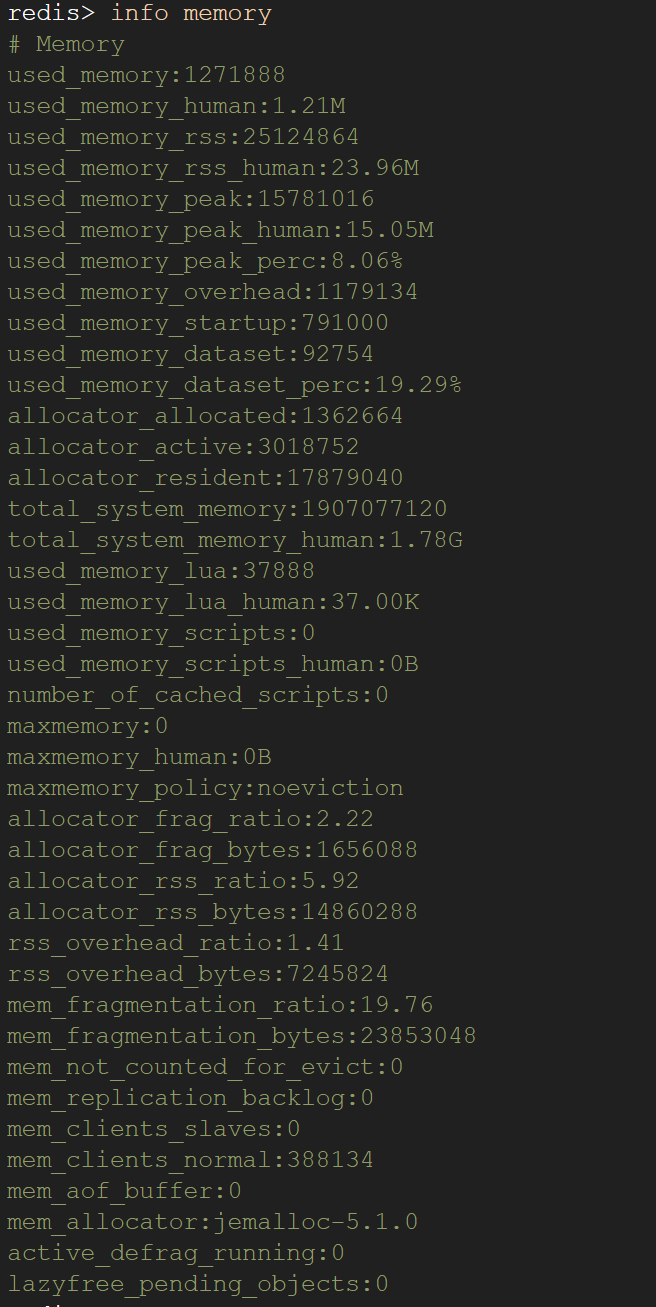 redis> info memory
# Memory
used_memory:1271888
used_memory_human:1.21M
used_memory_rss:25124864
used_memory_rss_human:23.96M
used_memory_peak:15781016
used_memory_peak_human:15.05M
used_memory_peak_perc:8.06%
used_memory_overhead:1179134
used_memory_startup:791000
used_memory_dataset:92754
used_memory_dataset_perc:19.29%
allocator_allocated:1362664
allocator_active:3018752
allocator_resident:17879040
total_system_memory:1907077120
total_system_memory_human:1.78G
used_memory_lua:37888
used_memory_lua_human:37.00K
used_memory_scripts:0
used_memory_scripts_human:0B
number_of_cached_scripts:0
maxmemory:0
maxmemory_human:0B
maxmemory_policy:noeviction
allocator_frag_ratio:2.22
allocator_frag_bytes:1656088
allocator_rss_ratio:5.92
allocator_rss_bytes:14860288
rss_overhead_ratio:1.41
rss_overhead_bytes:7245824
mem_fragmentation_ratio:19.76
mem_fragmentation_bytes:23853048
mem_not_counted_for_evict:0
mem_replication_backlog:0
mem_clients_slaves:0
mem_clients_normal:388134
mem_aof_buffer:0
mem_allocator:jemalloc-5.1.0
active_defrag_running:0
lazyfree_pending_objects:0